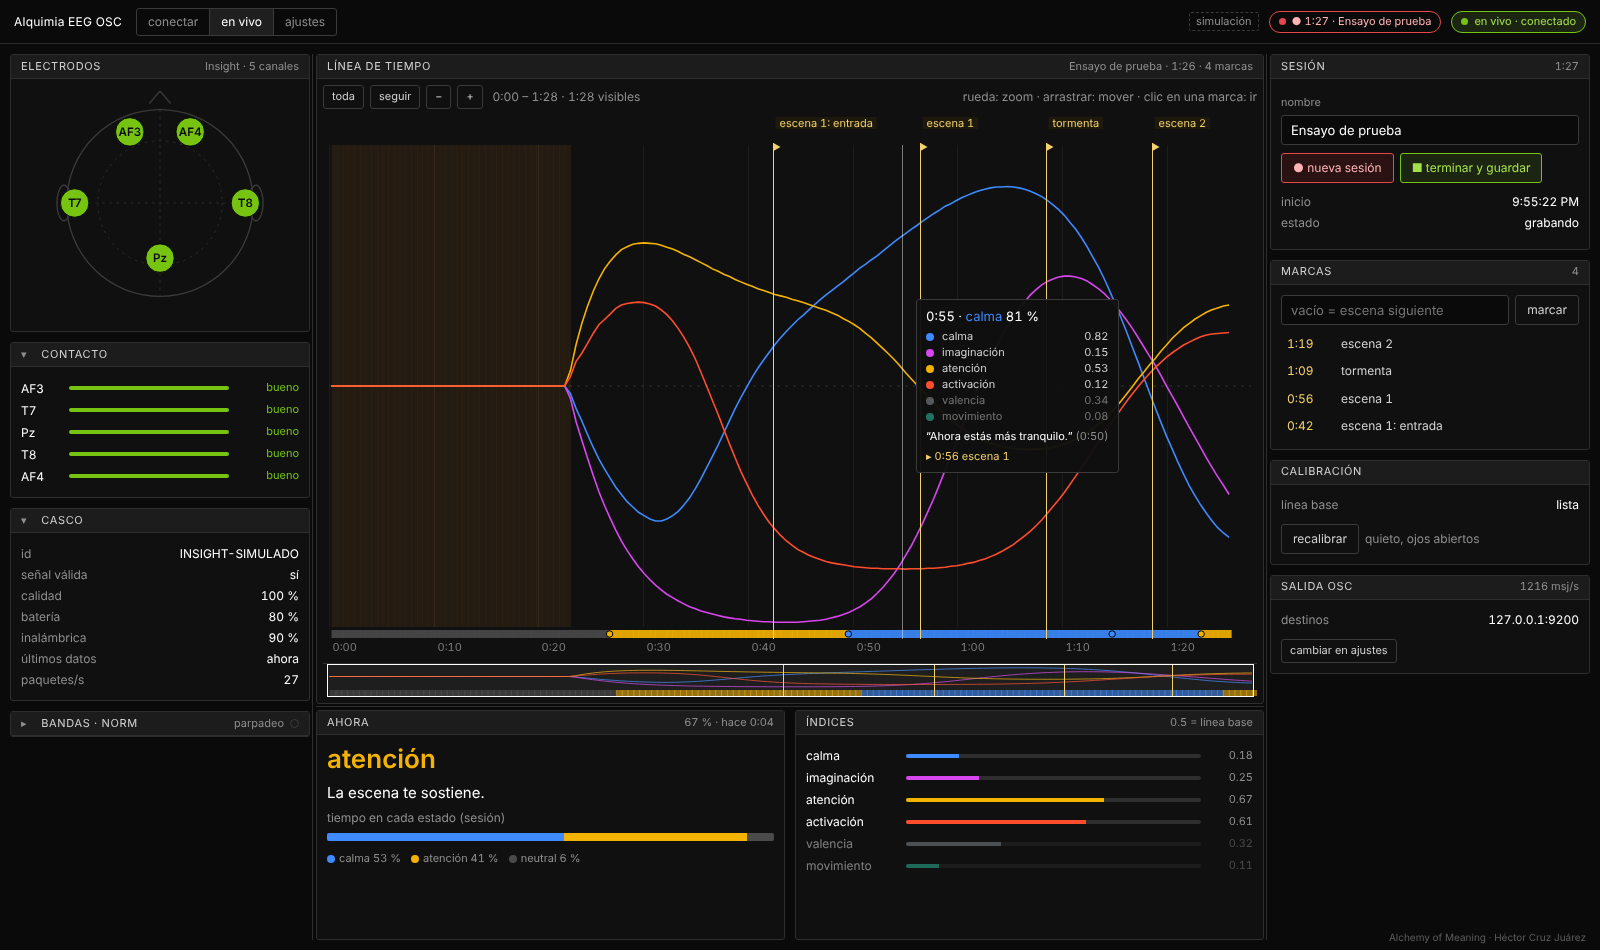 Alquimia EEG OSC
conectar en vivo ajustes
simulación
1:27 · Ensayo de prueba
en vivo · conectado
ELECTRODOS Insight · 5 canales
AF3 AF4
T7 T8
Pz
▾ CONTACTO
AF3 bueno
T7 bueno
Pz bueno
T8 bueno
AF4 bueno
▾ CASCO
id INSIGHT-SIMULADO
señal válida sí
calidad 100 %
batería 80 %
inalámbrica 90 %
últimos datos ahora
paquetes/s 27
▸ BANDAS · NORM parpadeo
LÍNEA DE TIEMPO Ensayo de prueba · 1:26 · 4 marcas
toda seguir − + 0:00 – 1:28 · 1:28 visibles rueda: zoom · arrastrar: mover · clic en una marca: ir
escena 1: entrada escena 1 tormenta escena 2
0:55 · calma 81 %
calma 0.82
imaginación 0.15
atención 0.53
activación 0.12
valencia 0.34
movimiento 0.08
“Ahora estás más tranquilo.” (0:50)
▸ 0:56 escena 1
0:00 0:10 0:20 0:30 0:40 0:50 1:00 1:10 1:20
AHORA 67 % · hace 0:04
atención
La escena te sostiene.
tiempo en cada estado (sesión)
calma 53 % atención 41 % neutral 6 %
ÍNDICES 0.5 = línea base
calma 0.18
imaginación 0.25
atención 0.67
activación 0.61
valencia 0.32
movimiento 0.11
SESIÓN 1:27
nombre
Ensayo de prueba
nueva sesión terminar y guardar
inicio 9:55:22 PM
estado grabando
MARCAS 4
vacío = escena siguiente marcar
1:19 escena 2
1:09 tormenta
0:56 escena 1
0:42 escena 1: entrada
CALIBRACIÓN
línea base lista
recalibrar quieto, ojos abiertos
SALIDA OSC 1216 msj/s
destinos 127.0.0.1:9200
cambiar en ajustes
Alchemy of Meaning · Héctor Cruz Juárez